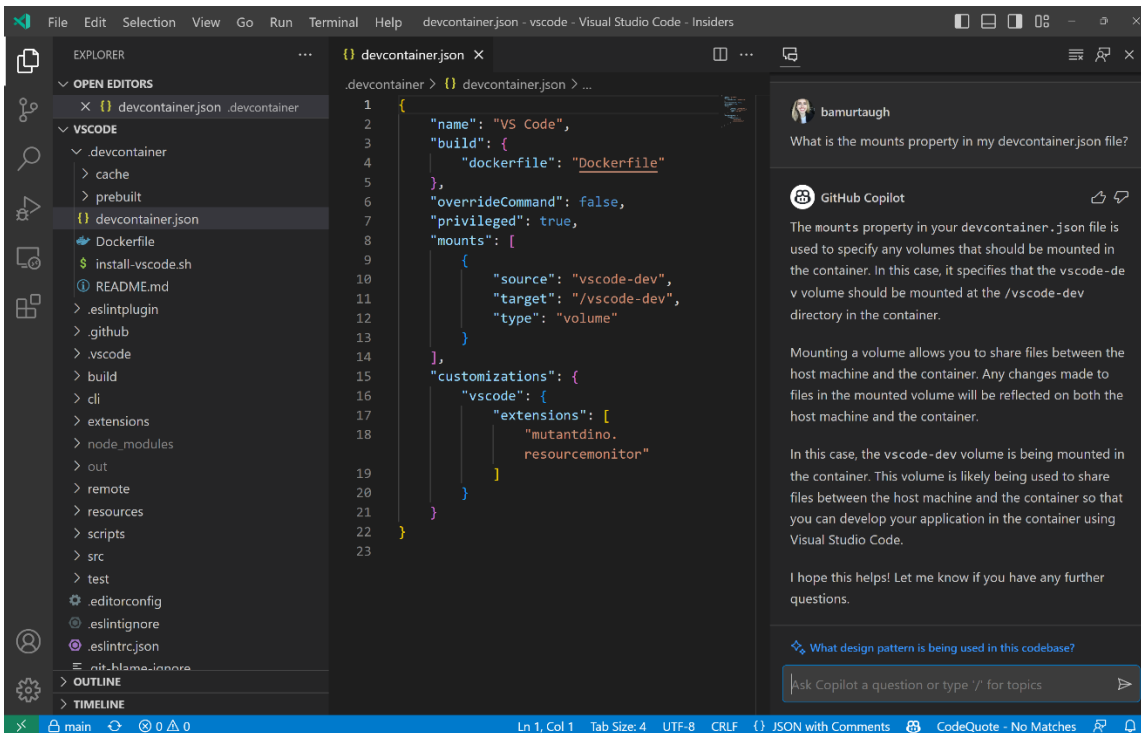 File Edit Selection View Go Run Terminal Help devcontainer.json - vscode - Visual Studio Code - Insiders
EXPLORER
OPEN EDITORS
devcontainer.json .devcontainer
VSCODE
.devcontainer
cache
prebuilt
{} devcontainer.json
Dockerfile
$ install-vscode.sh
README.md
.eslintplugin
.github
.vscode
build
cli
extensions
node_modules
out
remote
resources
scripts
src
test
.editorconfig
.eslintignore
.eslintrc.json
.git-blame-ignore
OUTLINE
TIMELINE
{} devcontainer.json
.devcontainer > {} devcontainer.json > ...
1 {
2 "name": "VS Code",
3 "build": {
4 "dockerfile": "Dockerfile"
5 },
6 "overrideCommand": false,
7 "privileged": true,
8 "mounts": [
9 {
10 "source": "vscode-dev",
11 "target": "/vscode-dev",
12 "type": "volume"
13 }
14 ],
15 "customizations": {
16 "vscode": {
17 "extensions": [
18 "mutantdino.
resourcemonitor"
19 ]
20 }
21 }
22 }
23
bamurtaugh
What is the mounts property in my devcontainer.json file?
GitHub Copilot
The mounts property in your devcontainer.json file is
used to specify any volumes that should be mounted in
the container. In this case, it specifies that the vscode-de
v volume should be mounted at the /vscode-dev
directory in the container.
Mounting a volume allows you to share files between the
host machine and the container. Any changes made to
files in the mounted volume will be reflected on both the
host machine and the container.
In this case, the vscode-dev volume is being mounted in
the container. This volume is likely being used to share
files between the host machine and the container so that
you can develop your application in the container using
Visual Studio Code.
I hope this helps! Let me know if you have any further
questions.
What design pattern is being used in this codebase?
Ask Copilot a question or type '/' for topics
main 0 0 Ln 1, Col 1 Tab Size: 4 UTF-8 CRLF {} JSON with Comments CodeQuote - No Matches